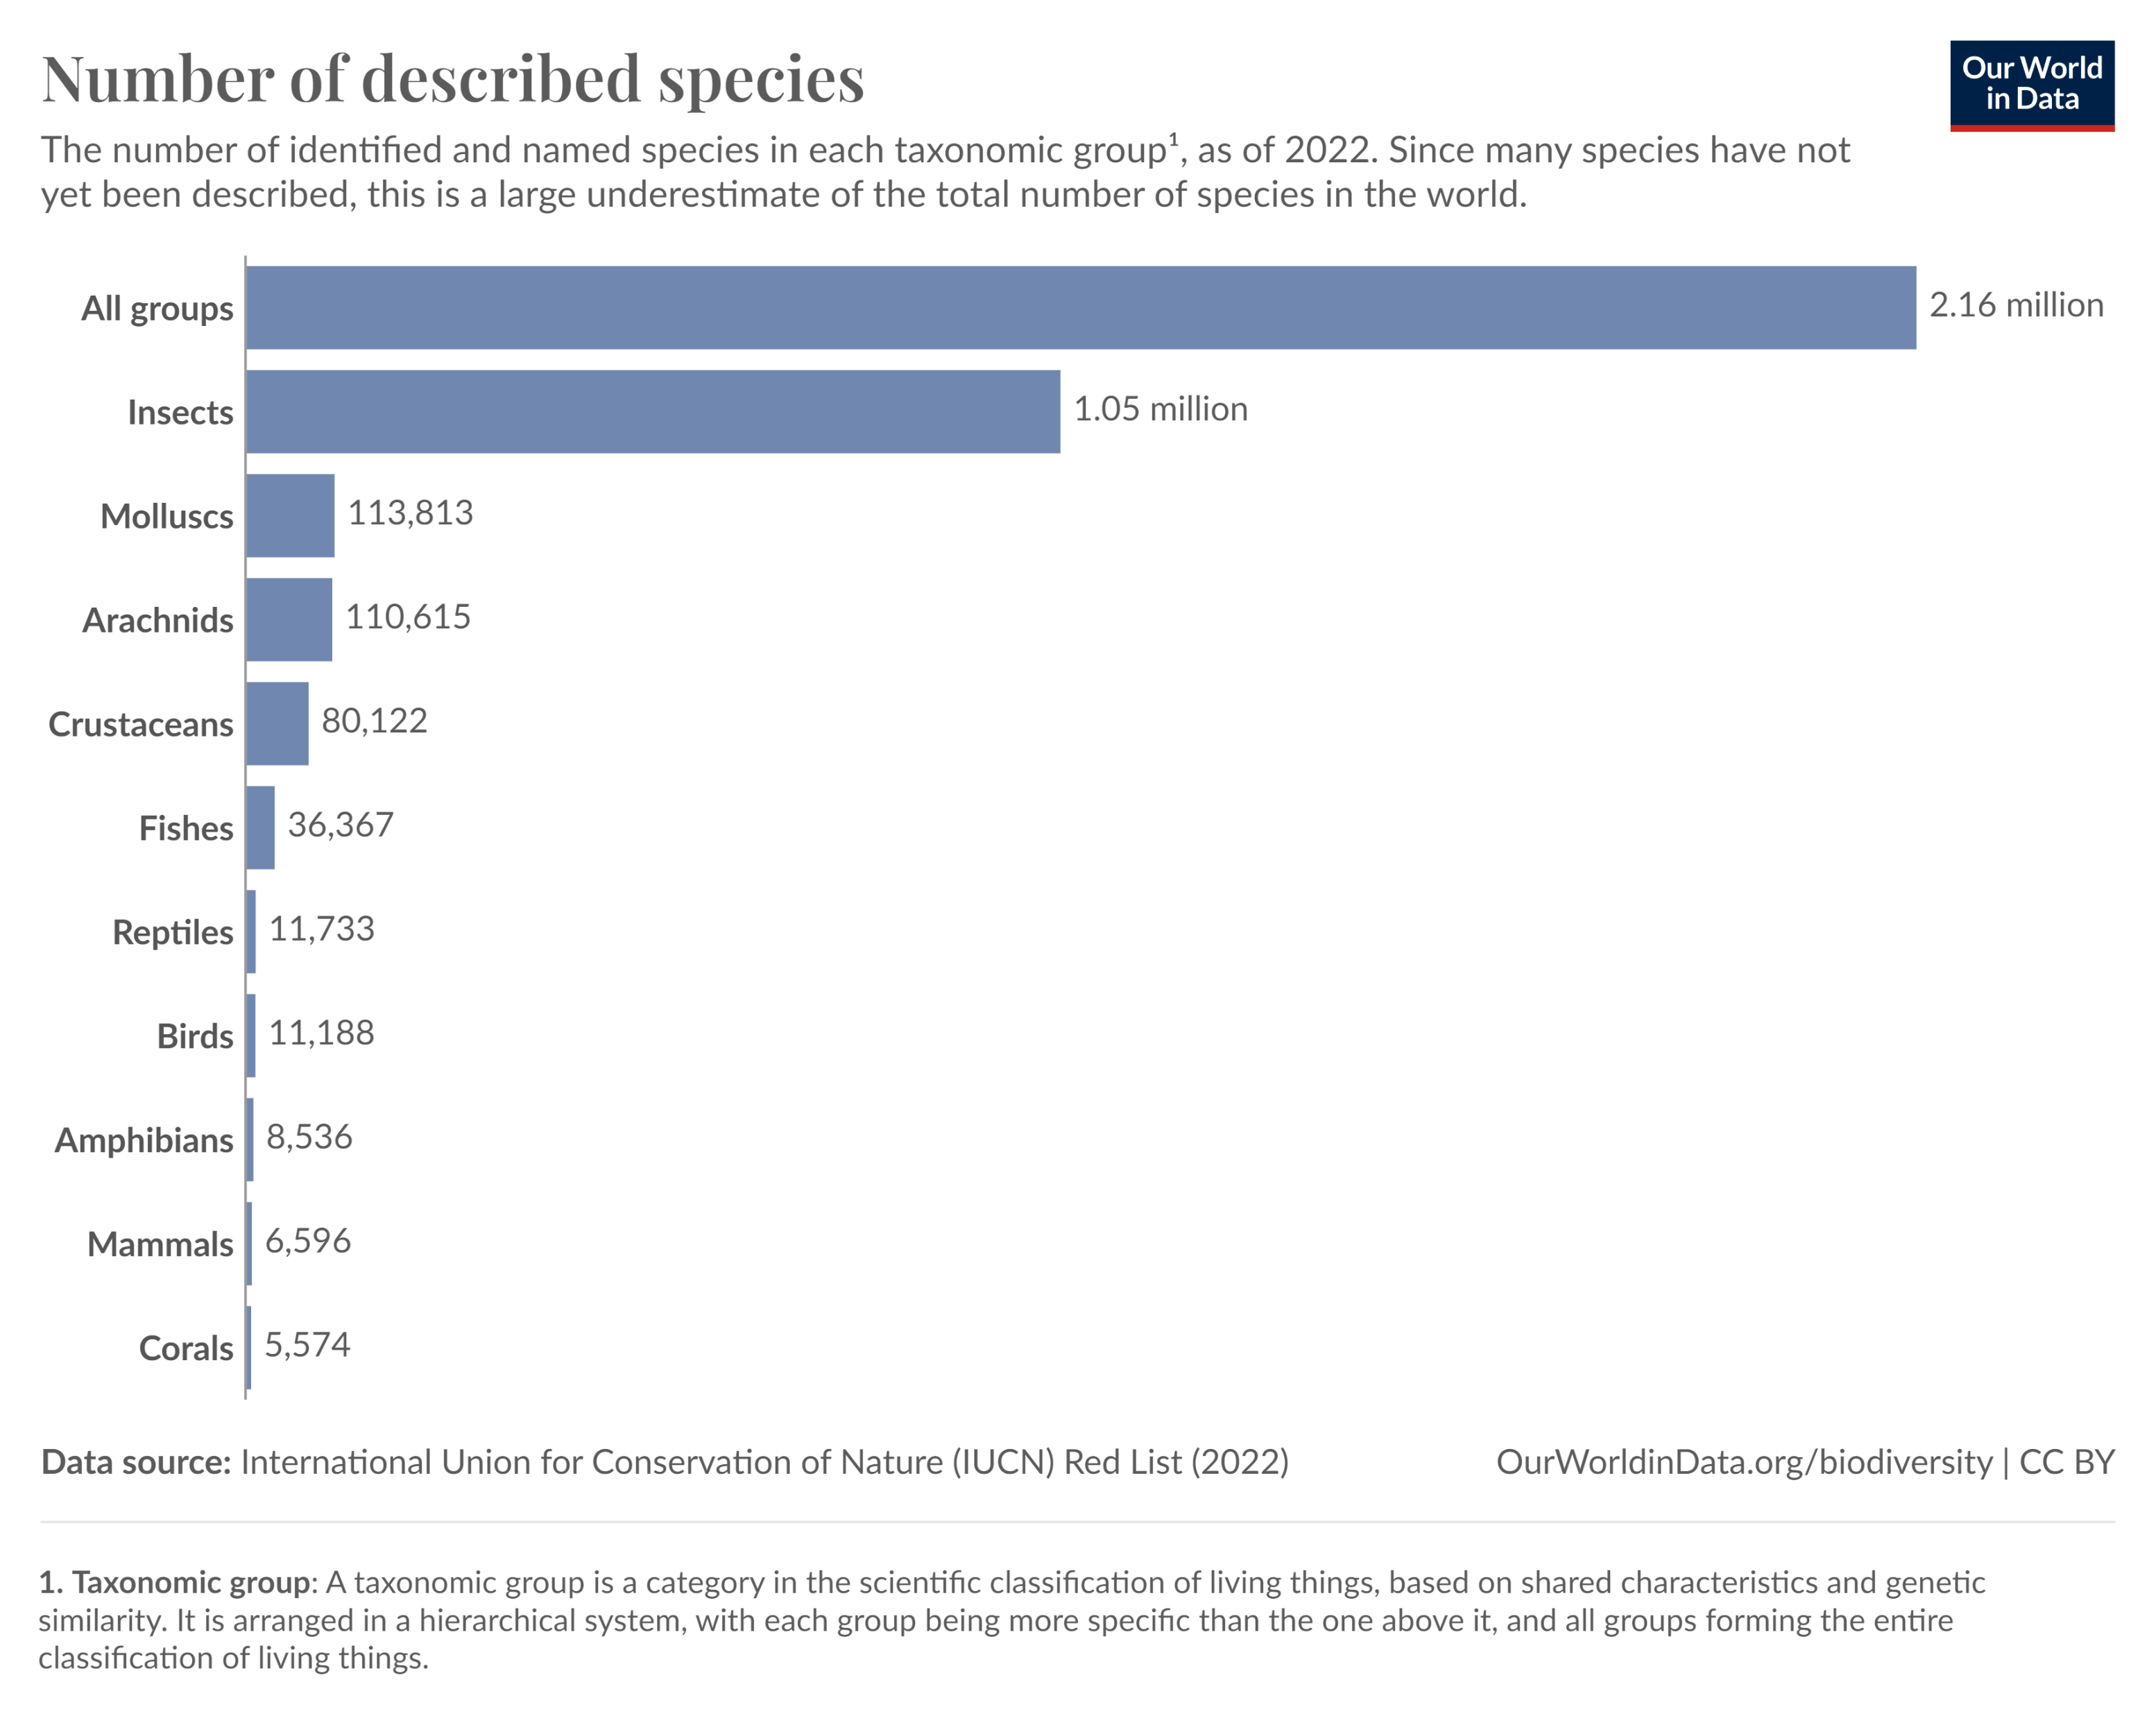 Number of described species
Our World
in Data
The number of identified and named species in each taxonomic group¹, as of 2022. Since many species have not
yet been described, this is a large underestimate of the total number of species in the world.
All groups 2.16 million
Insects 1.05 million
Molluscs 113,813
Arachnids 110,615
Crustaceans 80,122
Fishes 36,367
Reptiles 11,733
Birds 11,188
Amphibians 8,536
Mammals 6,596
Corals 5,574
Data source: International Union for Conservation of Nature (IUCN) Red List (2022) OurWorldinData.org/biodiversity | CC BY
1. Taxonomic group: A taxonomic group is a category in the scientific classification of living things, based on shared characteristics and genetic
similarity. It is arranged in a hierarchical system, with each group being more specific than the one above it, and all groups forming the entire
classification of living things.